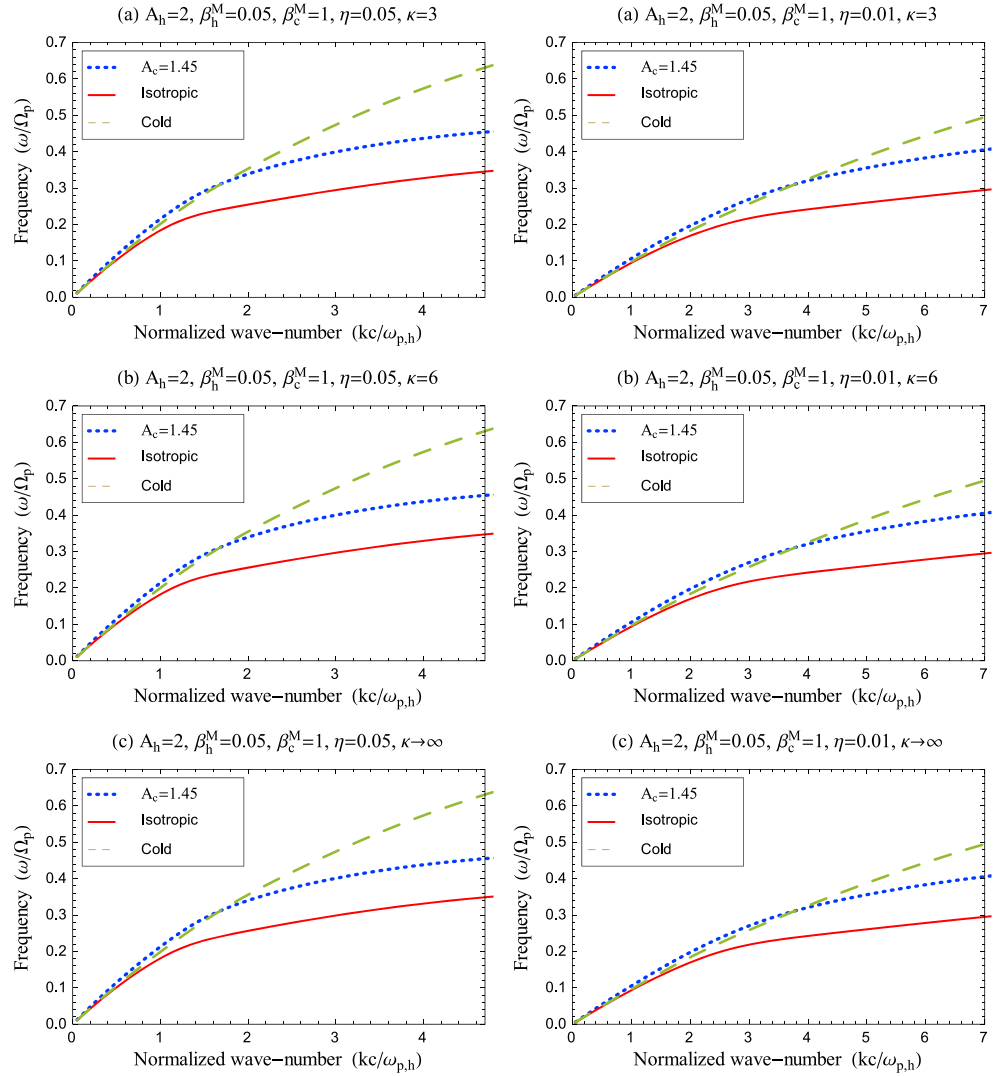 (a) A_h=2, β_h^M=0.05, β_c^M=1, η=0.05, κ=3
Frequency (ω/Ω_p)
0.7
0.6
0.5
0.4
0.3
0.2
0.1
0.0
A_c=1.45
Isotropic
Cold
0 1 2 3 4
Normalized wave−number (kc/ω_p,h)
(a) A_h=2, β_h^M=0.05, β_c^M=1, η=0.01, κ=3
Frequency (ω/Ω_p)
0.7
0.6
0.5
0.4
0.3
0.2
0.1
0.0
A_c=1.45
Isotropic
Cold
0 1 2 3 4 5 6 7
Normalized wave−number (kc/ω_p,h)
(b) A_h=2, β_h^M=0.05, β_c^M=1, η=0.05, κ=6
Frequency (ω/Ω_p)
0.7
0.6
0.5
0.4
0.3
0.2
0.1
0.0
A_c=1.45
Isotropic
Cold
0 1 2 3 4
Normalized wave−number (kc/ω_p,h)
(b) A_h=2, β_h^M=0.05, β_c^M=1, η=0.01, κ=6
Frequency (ω/Ω_p)
0.7
0.6
0.5
0.4
0.3
0.2
0.1
0.0
A_c=1.45
Isotropic
Cold
0 1 2 3 4 5 6 7
Normalized wave−number (kc/ω_p,h)
(c) A_h=2, β_h^M=0.05, β_c^M=1, η=0.05, κ→∞
Frequency (ω/Ω_p)
0.7
0.6
0.5
0.4
0.3
0.2
0.1
0.0
A_c=1.45
Isotropic
Cold
0 1 2 3 4
Normalized wave−number (kc/ω_p,h)
(c) A_h=2, β_h^M=0.05, β_c^M=1, η=0.01, κ→∞
Frequency (ω/Ω_p)
0.7
0.6
0.5
0.4
0.3
0.2
0.1
0.0
A_c=1.45
Isotropic
Cold
0 1 2 3 4 5 6 7
Normalized wave−number (kc/ω_p,h)